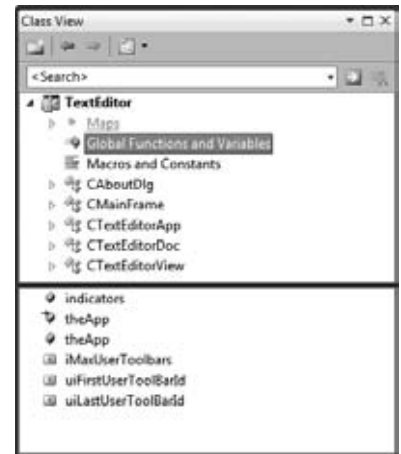 Class View
<Search>
TextEditor
Maps
Global Functions and Variables
Macros and Constants
CAboutDlg
CMainFrame
CTextEditorApp
CTextEditorDoc
CTextEditorView
indicators
theApp
theApp
iMaxUserToolbars
uiFirstUserToolBarId
uiLastUserToolBarId